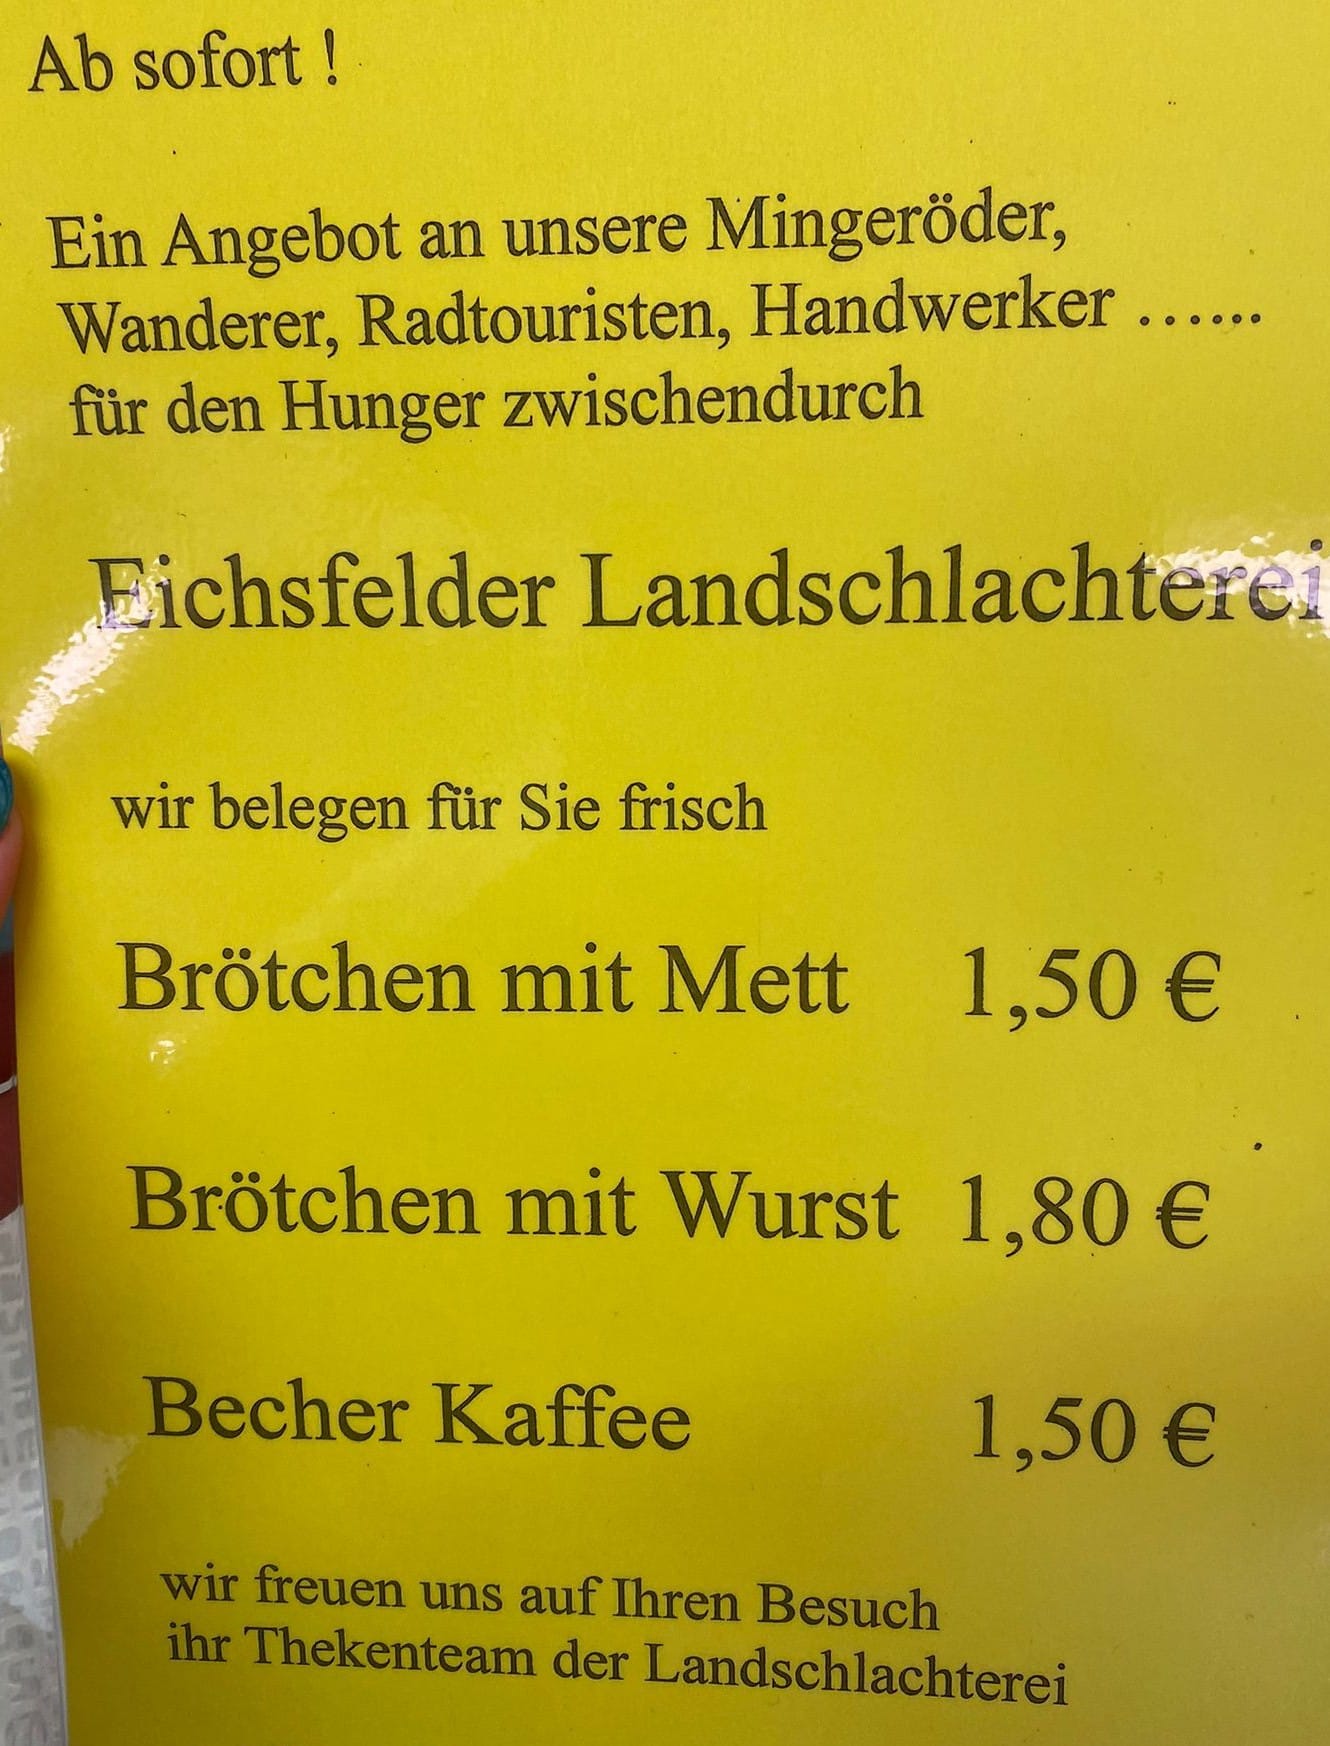 Ab sofort !
Ein Angebot an unsere Mingeröder,
Wanderer, Radtouristen, Handwerker ......
für den Hunger zwischendurch
Eichsfelder Landschlachterei
wir belegen für Sie frisch
Brötchen mit Mett 1,50 €
Brötchen mit Wurst 1,80 €
Becher Kaffee 1,50 €
wir freuen uns auf Ihren Besuch
ihr Thekenteam der Landschlachterei